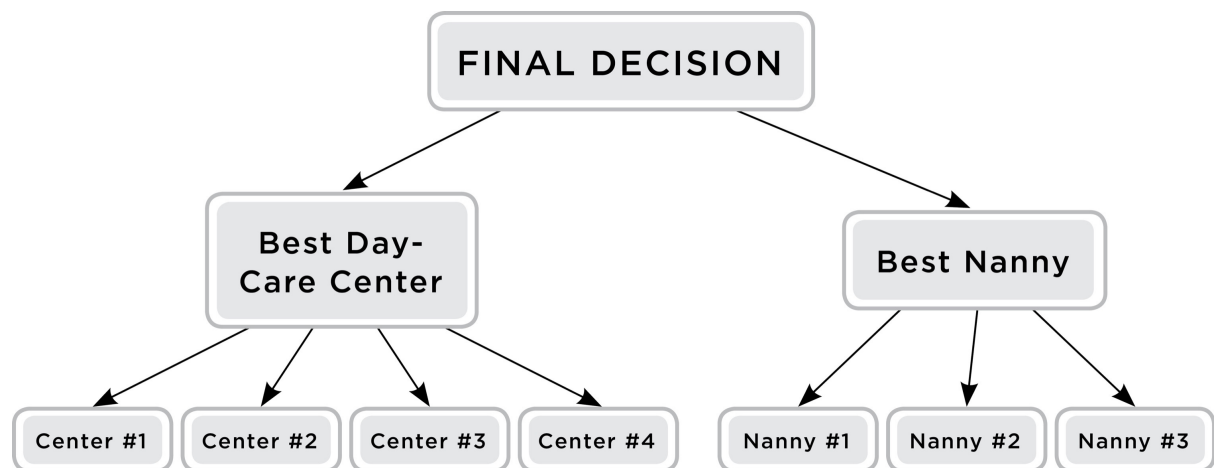 FINAL DECISION
Best Day-
Care Center
Best Nanny
Center #1
Center #2
Center #3
Center #4
Nanny #1
Nanny #2
Nanny #3